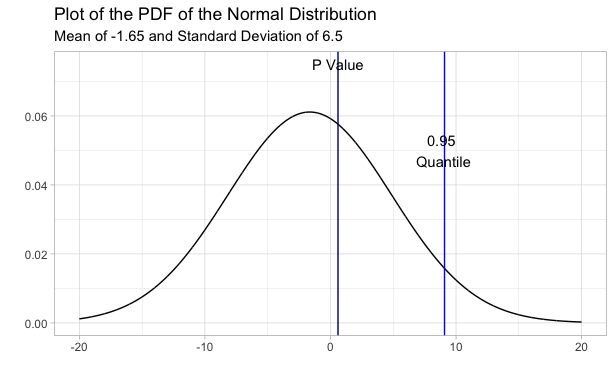 Plot of the PDF of the Normal Distribution
Mean of -1.65 and Standard Deviation of 6.5
P Value
0.06
0.95
Quantile
0.04
0.02
0.00
-20 -10 0 10 20